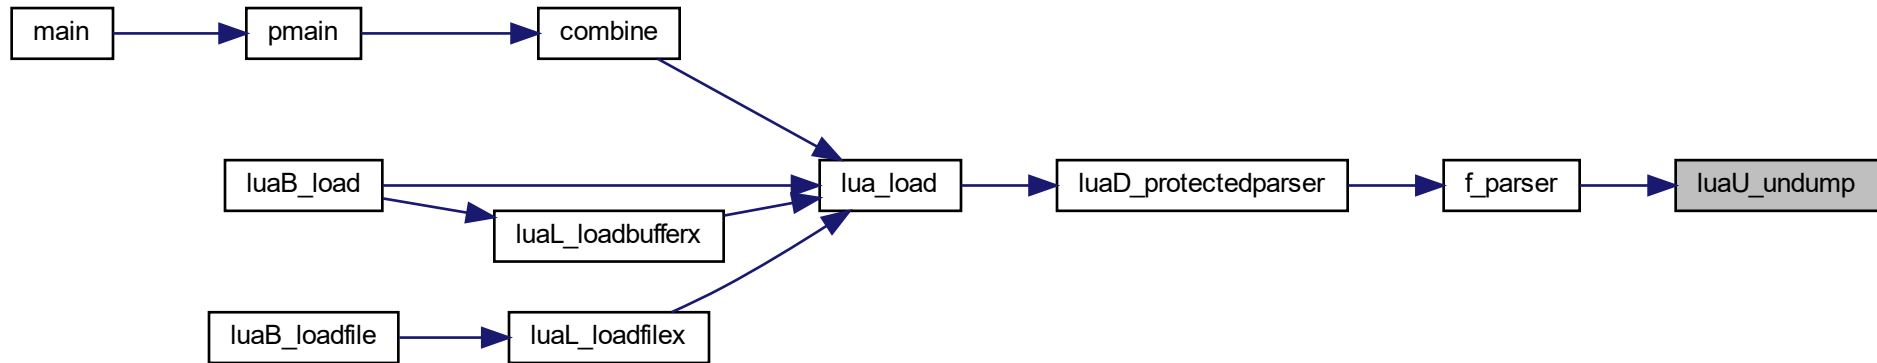 main
pmain
combine
luaB_load
luaL_loadbufferx
lua_load
luaD_protectedparser
f_parser
luaU_undump
luaB_loadfile
luaL_loadfilex